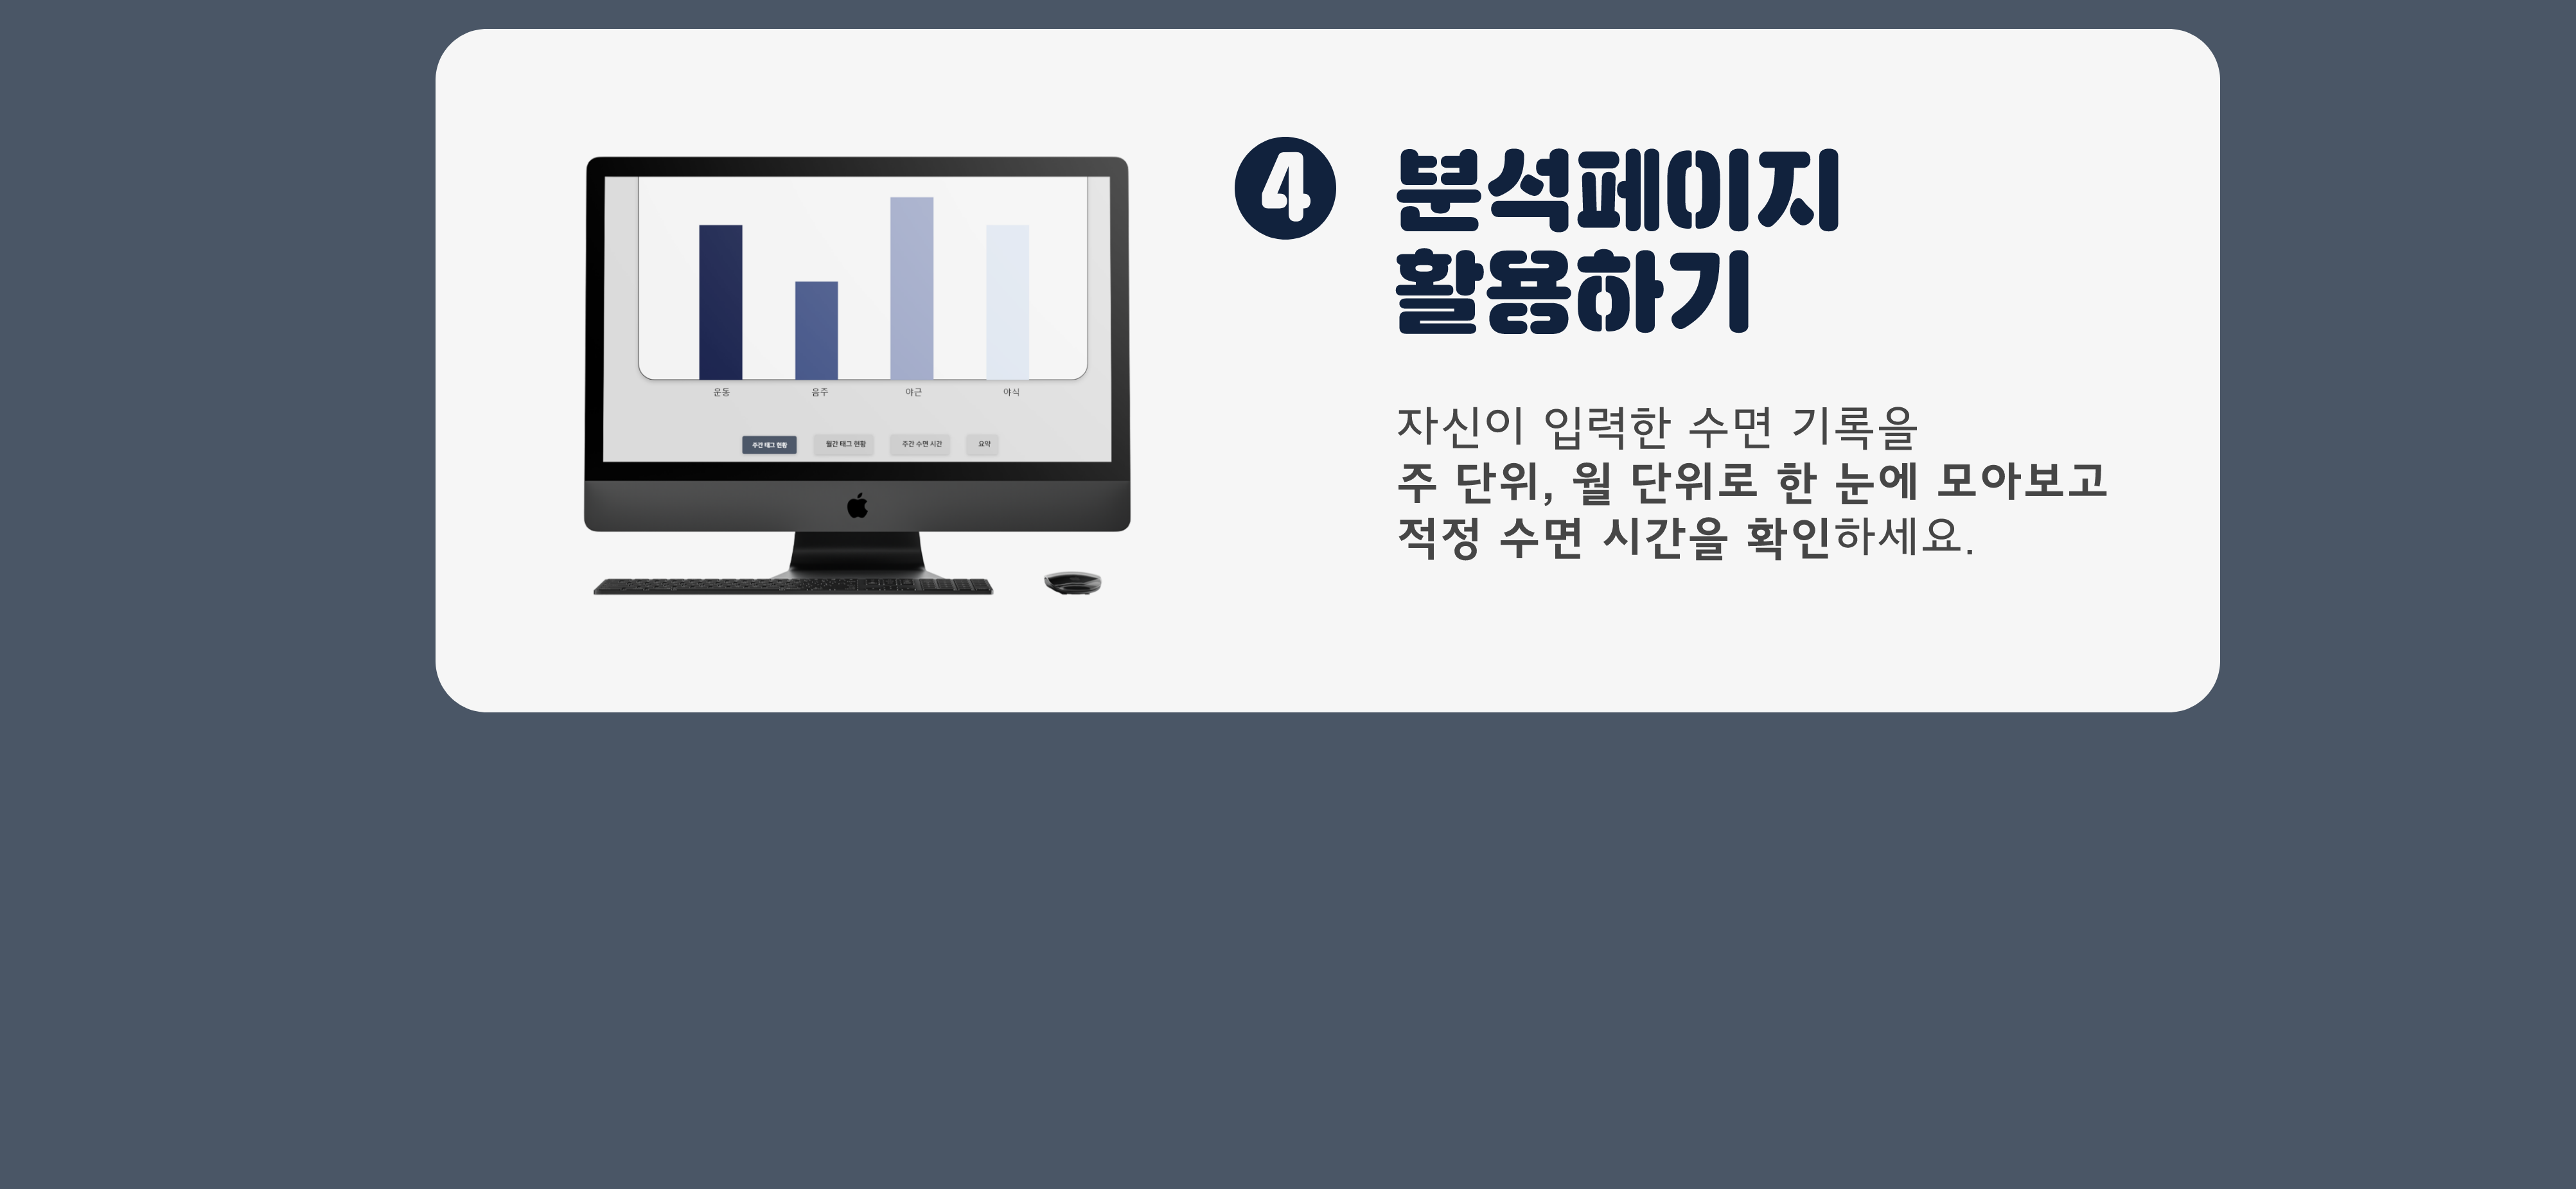 4
분석페이지
활용하기
자신이 입력한 수면 기록을
주 단위, 월 단위로 한 눈에 모아보고
적정 수면 시간을 확인하세요.
운동 음주 야근 야식
주간 태그 현황 월간 태그 현황 주간 수면 시간 요약